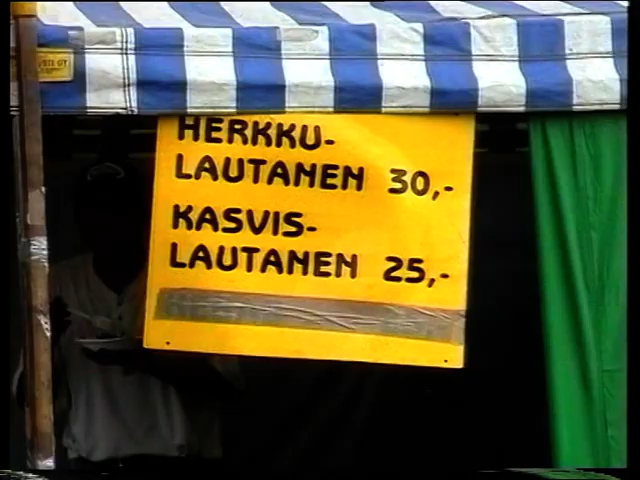 HERKKU-
LAUTANEN 30,-
KASVIS-
LAUTANEN 25,-